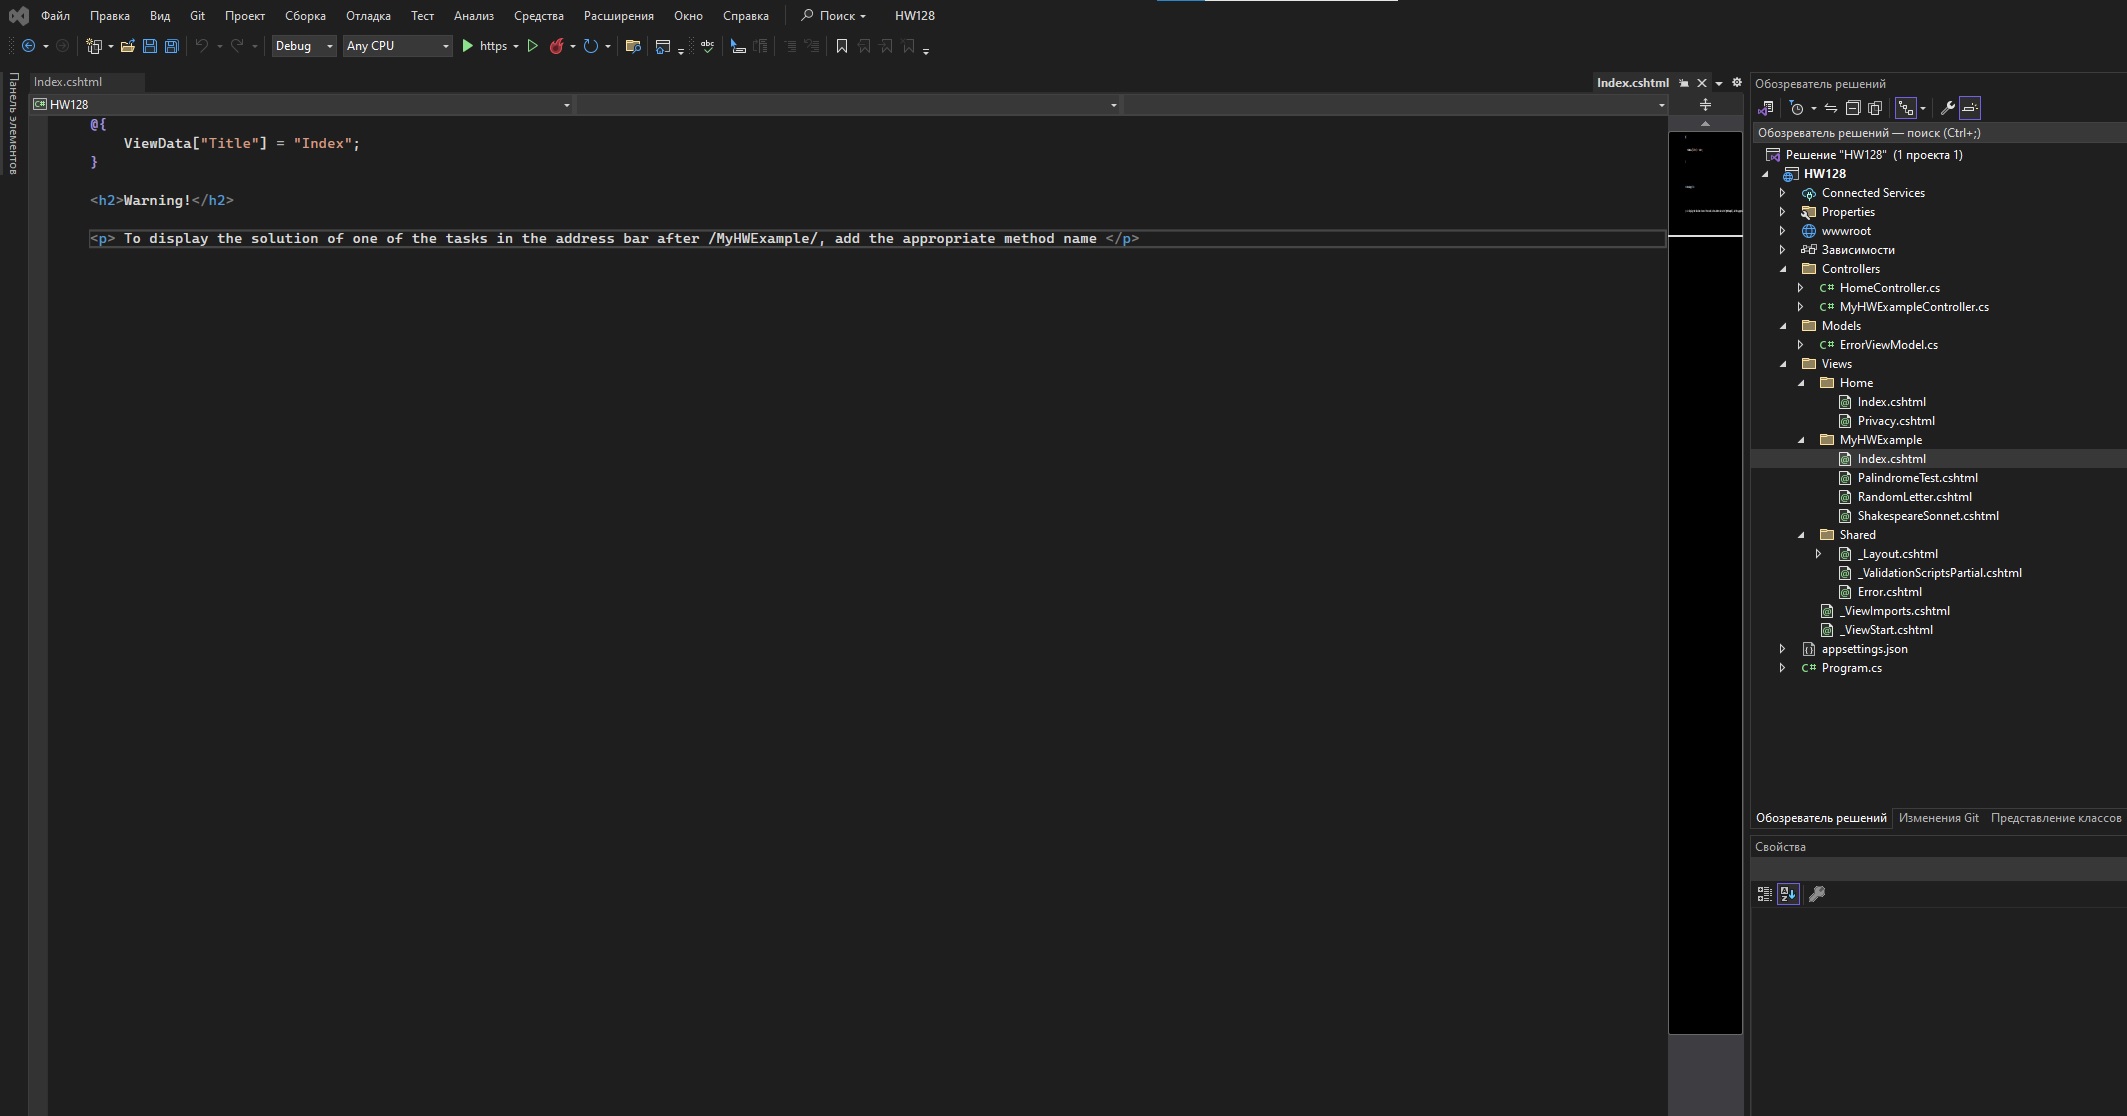 Файл Правка Вид Git Проект Сборка Отладка Тест Анализ Средства Расширения Окно Справка Поиск HW128
Debug Any CPU https abc
Панель элементов
Index.cshtml Index.cshtml
C# HW128
@{
ViewData["Title"] = "Index";
}
<h2>Warning!</h2>
<p> To display the solution of one of the tasks in the address bar after /MyHWExample/, add the appropriate method name </p>
Обозреватель решений
Обозреватель решений — поиск (Ctrl+;)
Решение "HW128" (1 проекта 1)
HW128
Connected Services
Properties
wwwroot
Зависимости
Controllers
C# HomeController.cs
C# MyHWExampleController.cs
Models
C# ErrorViewModel.cs
Views
Home
Index.cshtml
Privacy.cshtml
MyHWExample
Index.cshtml
PalindromeTest.cshtml
RandomLetter.cshtml
ShakespeareSonnet.cshtml
Shared
_Layout.cshtml
_ValidationScriptsPartial.cshtml
Error.cshtml
_ViewImports.cshtml
_ViewStart.cshtml
appsettings.json
C# Program.cs
Обозреватель решений Изменения Git Представление классов
Свойства